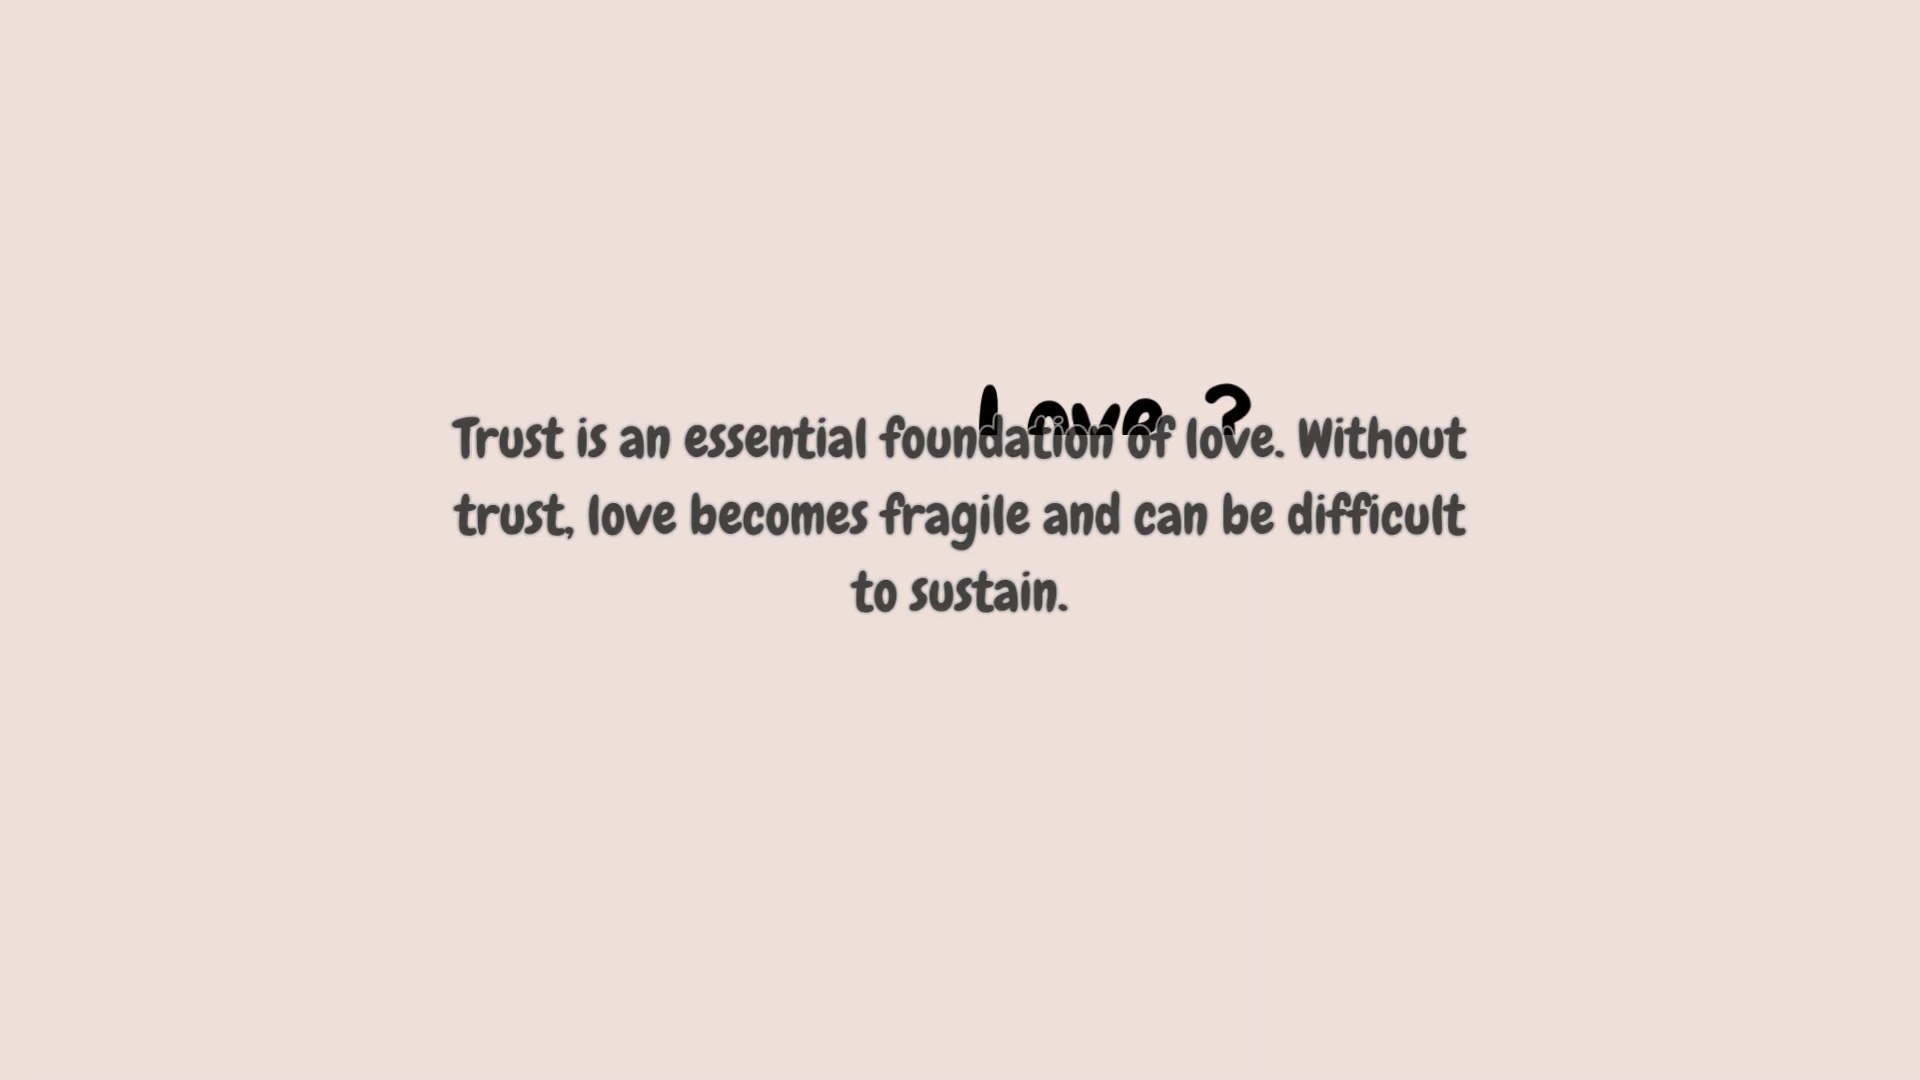 Love ?
Trust is an essential foundation of love. Without
trust, love becomes fragile and can be difficult
to sustain.